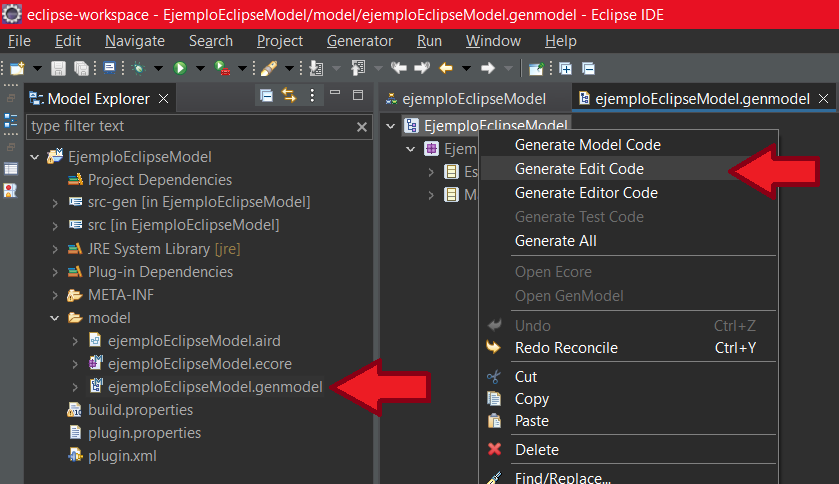 eclipse-workspace - EjemploEclipseModel/model/ejemploEclipseModel.genmodel - Eclipse IDE
File Edit Navigate Search Project Generator Run Window Help
Model Explorer
type filter text
EjemploEclipseModel
Project Dependencies
src-gen [in EjemploEclipseModel]
src [in EjemploEclipseModel]
JRE System Library [jre]
Plug-in Dependencies
META-INF
model
ejemploEclipseModel.aird
ejemploEclipseModel.ecore
ejemploEclipseModel.genmodel
build.properties
plugin.properties
plugin.xml
ejemploEclipseModel
ejemploEclipseModel.genmodel
EjemploEclipseModel
Ejem
Es
M
Generate Model Code
Generate Edit Code
Generate Editor Code
Generate Test Code
Generate All
Open Ecore
Open GenModel
Undo Ctrl+Z
Redo Reconcile Ctrl+Y
Cut
Copy
Paste
Delete
Find/Replace...